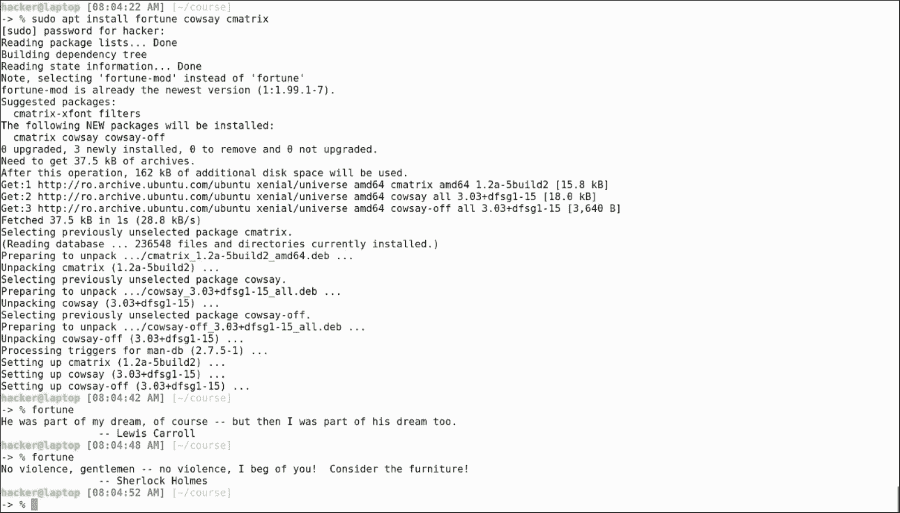 hacker@laptop [08:04:22 AM] [~/course]
-> % sudo apt install fortune cowsay cmatrix
[sudo] password for hacker:
Reading package lists... Done
Building dependency tree
Reading state information... Done
Note, selecting 'fortune-mod' instead of 'fortune'
fortune-mod is already the newest version (1:1.99.1-7).
Suggested packages:
  cmatrix-xfont filters
The following NEW packages will be installed:
  cmatrix cowsay cowsay-off
0 upgraded, 3 newly installed, 0 to remove and 0 not upgraded.
Need to get 37.5 kB of archives.
After this operation, 162 kB of additional disk space will be used.
Get:1 http://ro.archive.ubuntu.com/ubuntu xenial/universe amd64 cmatrix amd64 1.2a-5build2 [15.8 kB]
Get:2 http://ro.archive.ubuntu.com/ubuntu xenial/universe amd64 cowsay all 3.03+dfsg1-15 [18.0 kB]
Get:3 http://ro.archive.ubuntu.com/ubuntu xenial/universe amd64 cowsay-off all 3.03+dfsg1-15 [3,640 B]
Fetched 37.5 kB in 1s (28.8 kB/s)
Selecting previously unselected package cmatrix.
(Reading database ... 236548 files and directories currently installed.)
Preparing to unpack .../cmatrix_1.2a-5build2_amd64.deb ...
Unpacking cmatrix (1.2a-5build2) ...
Selecting previously unselected package cowsay.
Preparing to unpack .../cowsay_3.03+dfsg1-15_all.deb ...
Unpacking cowsay (3.03+dfsg1-15) ...
Selecting previously unselected package cowsay-off.
Preparing to unpack .../cowsay-off_3.03+dfsg1-15_all.deb ...
Unpacking cowsay-off (3.03+dfsg1-15) ...
Processing triggers for man-db (2.7.5-1) ...
Setting up cmatrix (1.2a-5build2) ...
Setting up cowsay (3.03+dfsg1-15) ...
Setting up cowsay-off (3.03+dfsg1-15) ...
hacker@laptop [08:04:42 AM] [~/course]
-> % fortune
He was part of my dream, of course -- but then I was part of his dream too.
                -- Lewis Carroll
hacker@laptop [08:04:48 AM] [~/course]
-> % fortune
No violence, gentlemen -- no violence, I beg of you!  Consider the furniture!
                -- Sherlock Holmes
hacker@laptop [08:04:52 AM] [~/course]
-> %